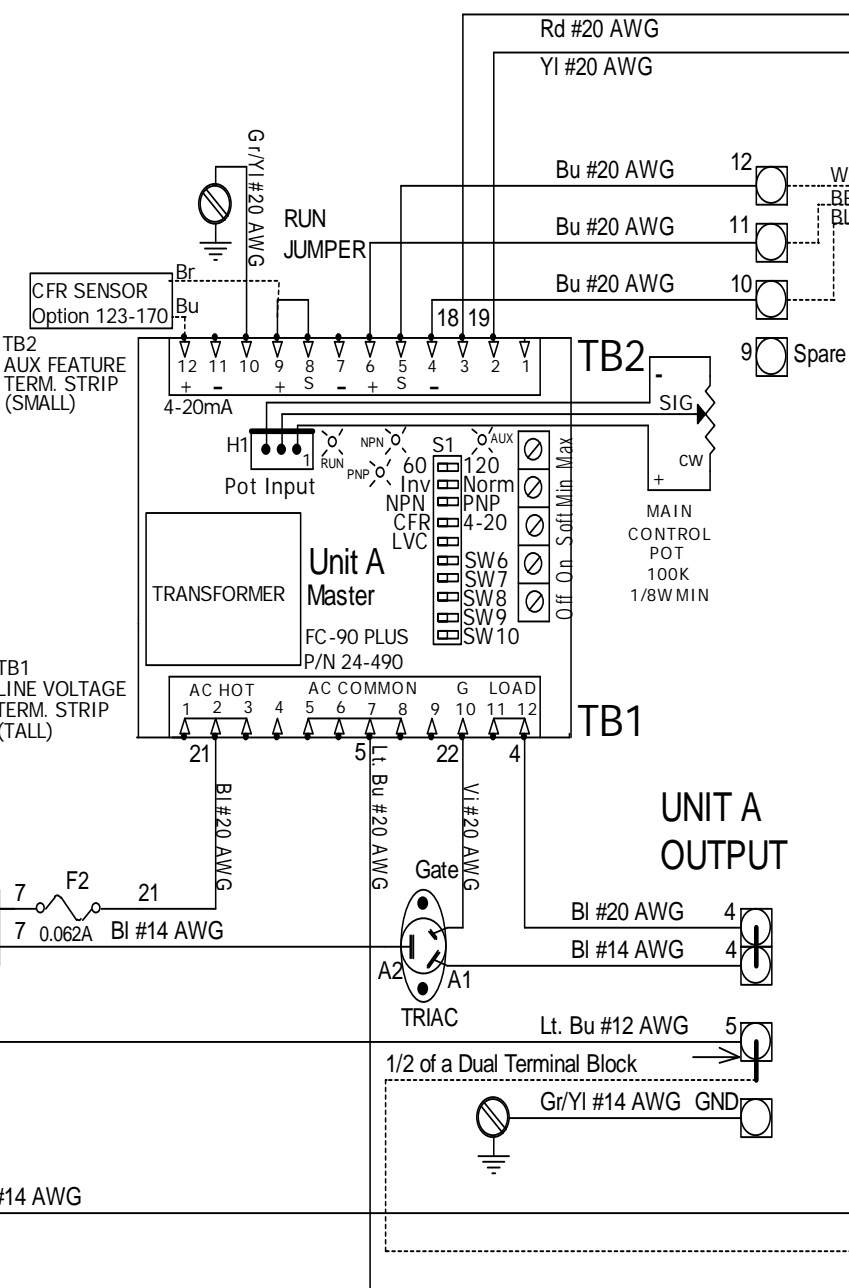 Rd #20 AWG
Yl #20 AWG
Gr/Yl #20 AWG
Bu #20 AWG 12
RUN
JUMPER
Bu #20 AWG 11
Bu #20 AWG 10
CFR SENSOR
Option 123-170
Br
Bu
18 19
TB2
AUX FEATURE
TERM. STRIP
(SMALL)
12 11 10 9 8 7 6 5 4 3 2 1
+ - + S - + S -
4-20mA
TB2
9 Spare
-
SIG
CW
+
H1
1
Pot Input
RUN
NPN
PNP
AUX
S1
60 120
Inv Norm
NPN PNP
CFR 4-20
LVC
SW6
SW7
SW8
SW9
SW10
Off On Soft Min Max
MAIN
CONTROL
POT
100K
1/8W MIN
TRANSFORMER
Unit A
Master
FC-90 PLUS
P/N 24-490
TB1
LINE VOLTAGE
TERM. STRIP
(TALL)
AC HOT AC COMMON G LOAD
1 2 3 4 5 6 7 8 9 10 11 12
TB1
21 5 22 4
Bl #20 AWG
Lt. Bu #20 AWG
Vi #20 AWG
UNIT A
OUTPUT
Gate
7 F2 21
7 0.062A Bl #14 AWG
A2 A1
TRIAC
Bl #20 AWG 4
Bl #14 AWG 4
Lt. Bu #12 AWG 5
1/2 of a Dual Terminal Block
Gr/Yl #14 AWG GND
#14 AWG